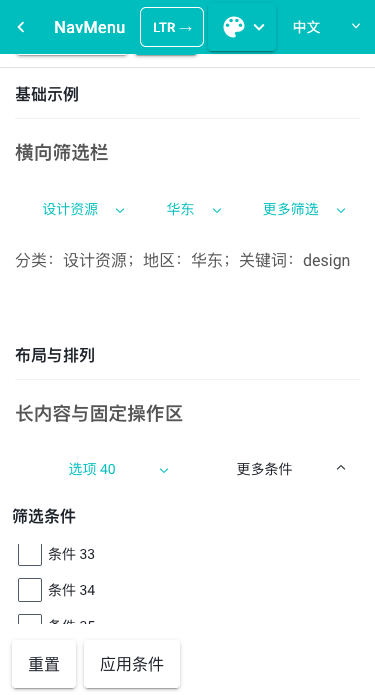 NavMenu LTR → 中文
基础示例
横向筛选栏
设计资源 华东 更多筛选
分类：设计资源；地区：华东；关键词：design
布局与排列
长内容与固定操作区
选项 40 更多条件
筛选条件
条件 33
条件 34
条件 35
重置 应用条件